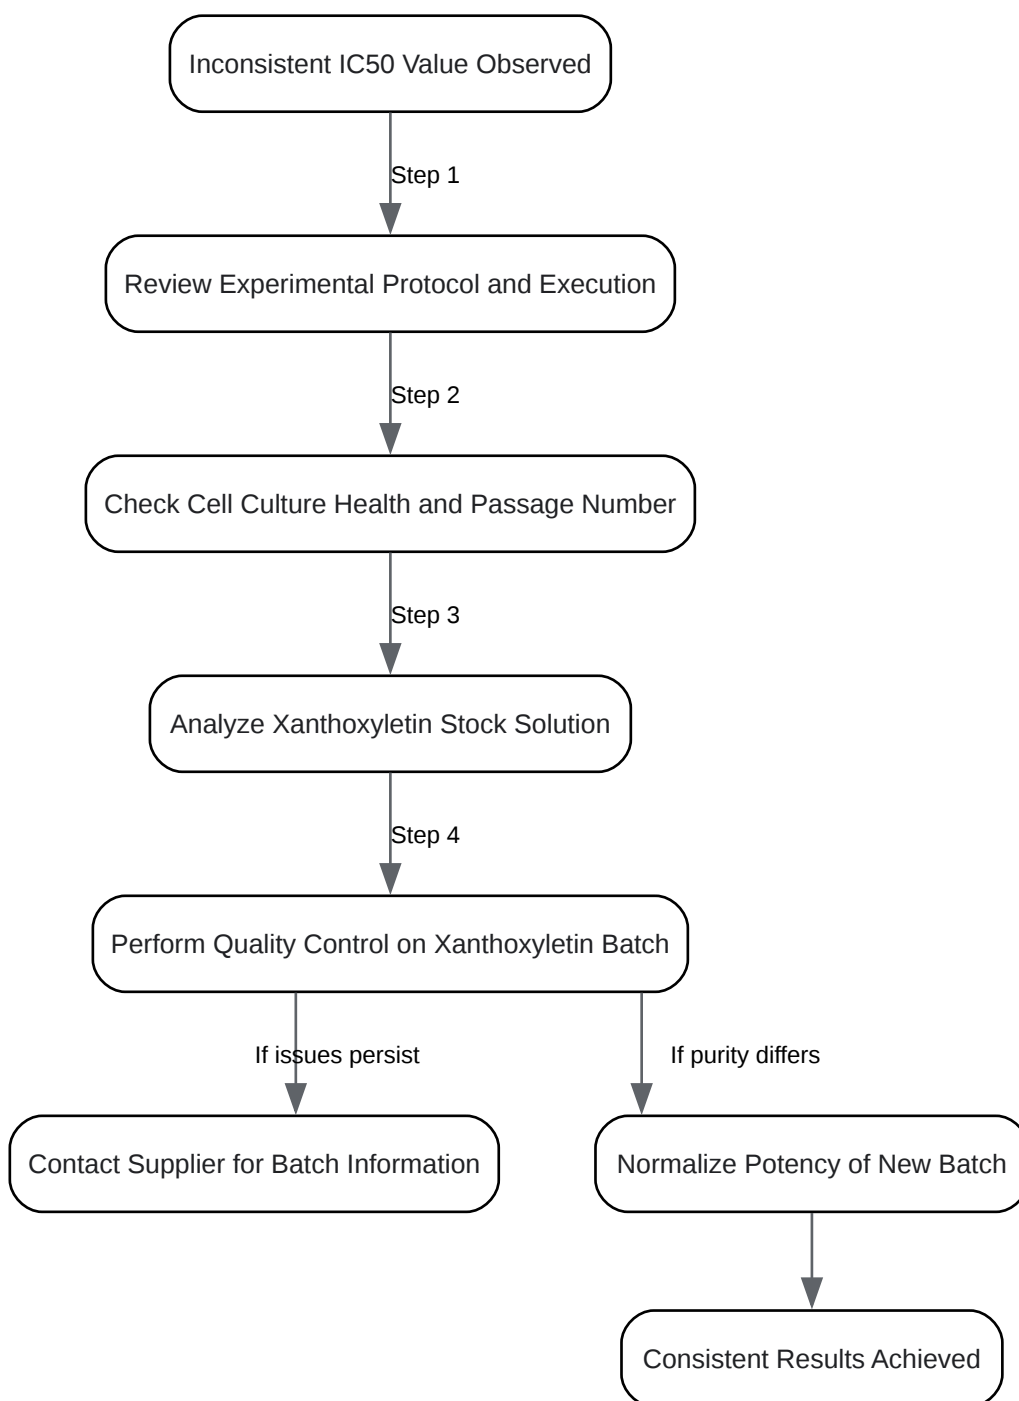 Inconsistent IC50 Value Observed
Step 1
Review Experimental Protocol and Execution
Step 2
Check Cell Culture Health and Passage Number
Step 3
Analyze Xanthoxyletin Stock Solution
Step 4
Perform Quality Control on Xanthoxyletin Batch
If issues persist
If purity differs
Contact Supplier for Batch Information
Normalize Potency of New Batch
Consistent Results Achieved